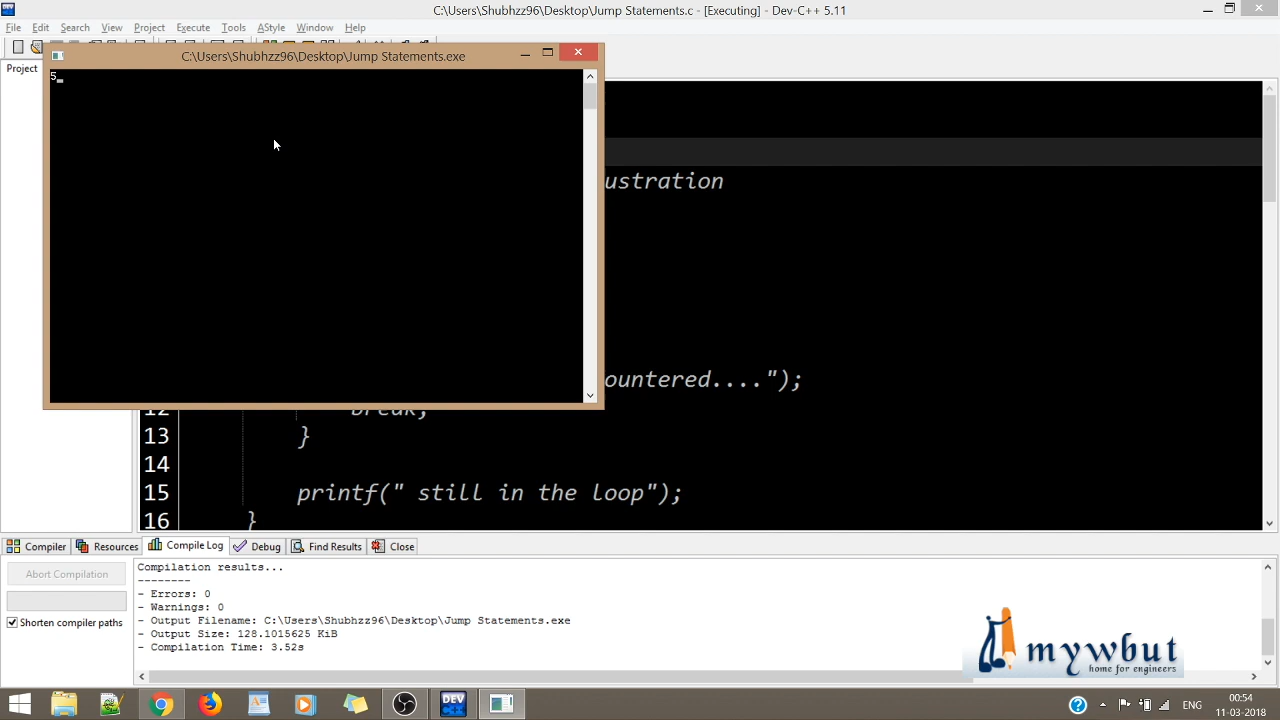 C:\Users\Shubhzz96\Desktop\Jump Statements.c - [Executing] - Dev-C++ 5.11
File Edit Search View Project Execute Tools AStyle Window Help
C:\Users\Shubhzz96\Desktop\Jump Statements.exe
Project
5_
ustration
ountered....");
12 break;
13 }
14
15 printf(" still in the loop");
16 }
Compiler Resources Compile Log Debug Find Results Close
Abort Compilation
Shorten compiler paths
Compilation results...
--------
- Errors: 0
- Warnings: 0
- Output Filename: C:\Users\Shubhzz96\Desktop\Jump Statements.exe
- Output Size: 128.1015625 KiB
- Compilation Time: 3.52s
mywbut
home for engineers
DEV
ENG
00:54
11-03-2018